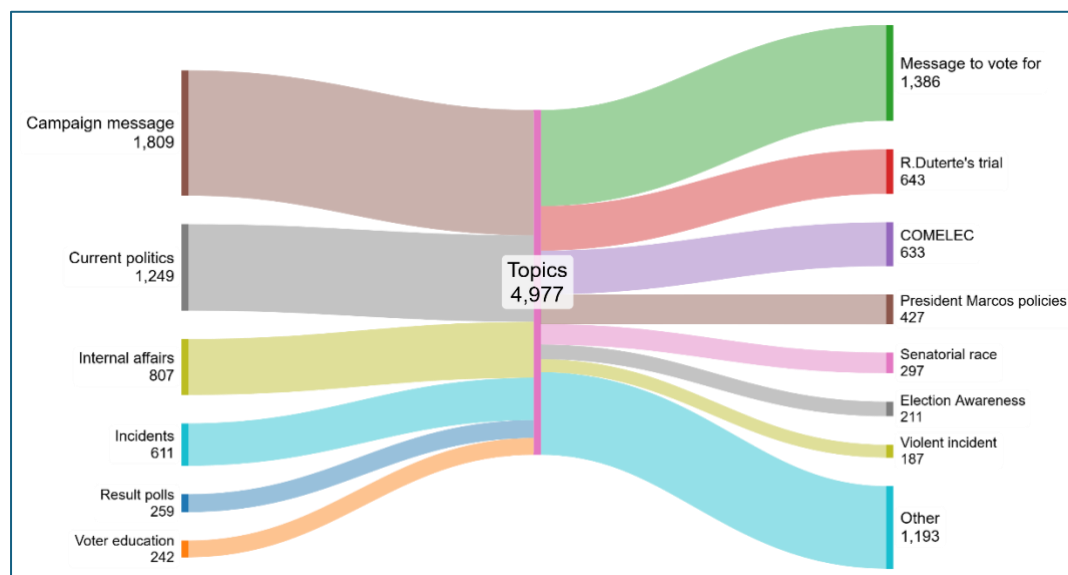 Campaign message
1,809
Current politics
1,249
Internal affairs
807
Incidents
611
Result polls
259
Voter education
242
Topics
4,977
Message to vote for
1,386
R.Duterte's trial
643
COMELEC
633
President Marcos policies
427
Senatorial race
297
Election Awareness
211
Violent incident
187
Other
1,193